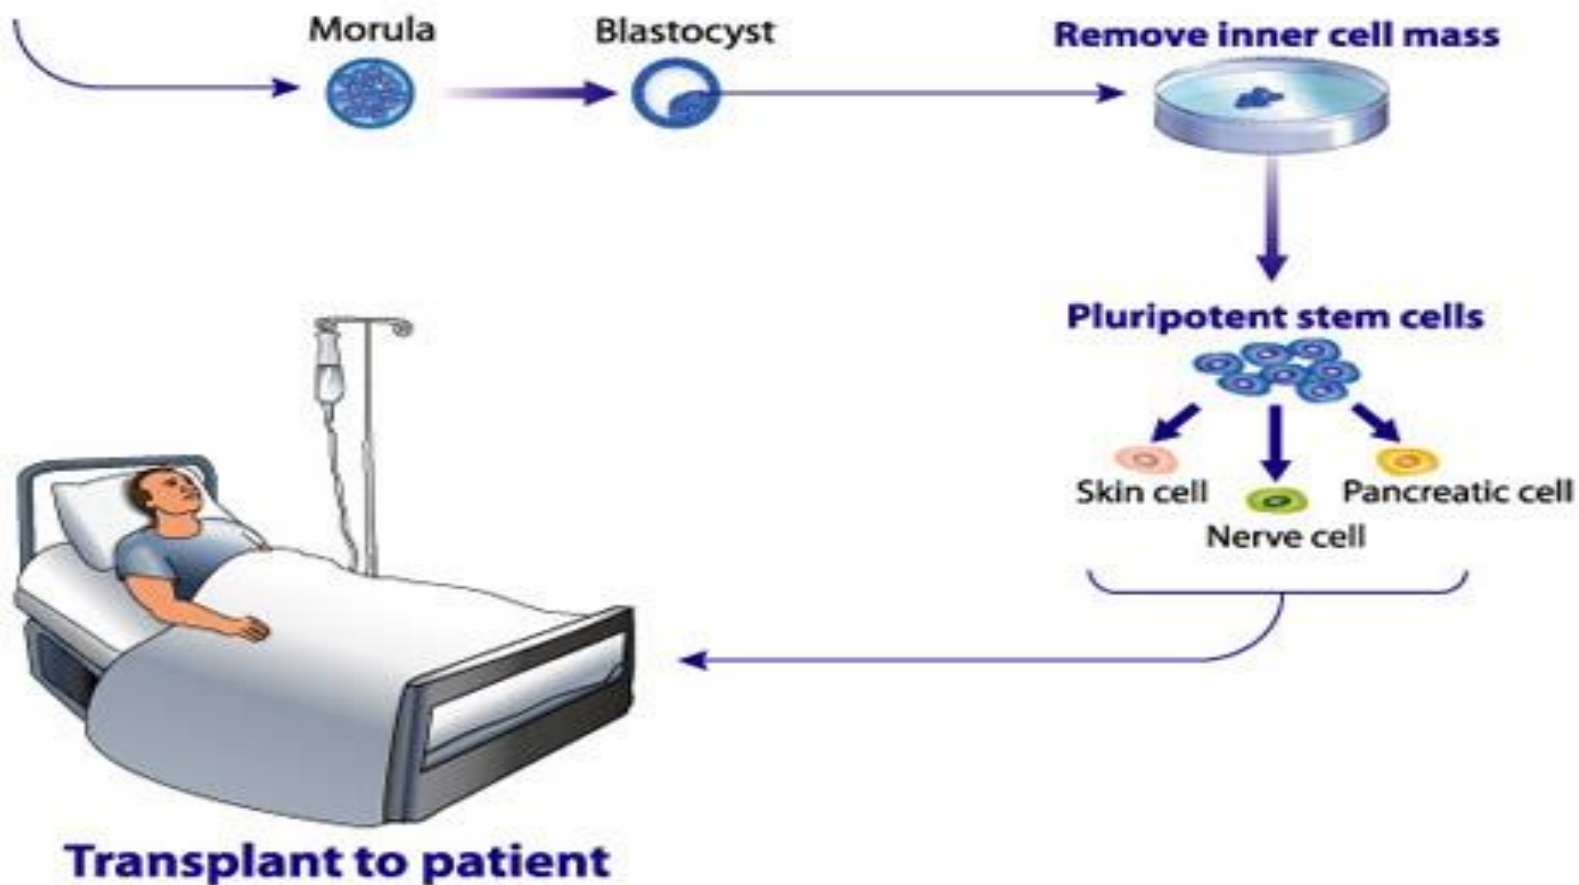 Morula
Blastocyst
Remove inner cell mass
Pluripotent stem cells
Skin cell
Pancreatic cell
Nerve cell
Transplant to patient